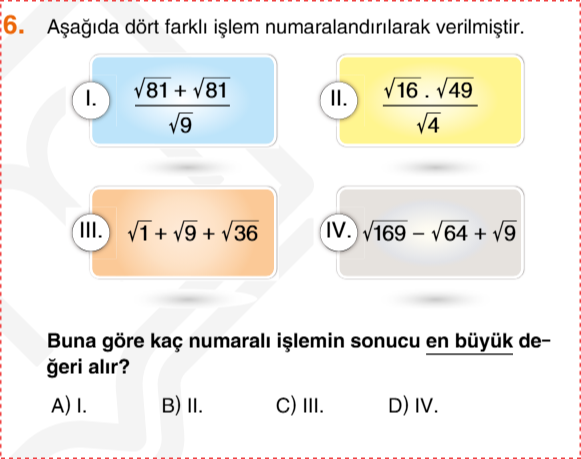 6. Aşağıda dört farklı işlem numaralandırılarak verilmiştir.
I. (√81 + √81) / √9
II. (√16 . √49) / √4
III. √1 + √9 + √36
IV. √169 − √64 + √9
Buna göre kaç numaralı işlemin sonucu en büyük de-
ğeri alır?
A) I. B) II. C) III. D) IV.